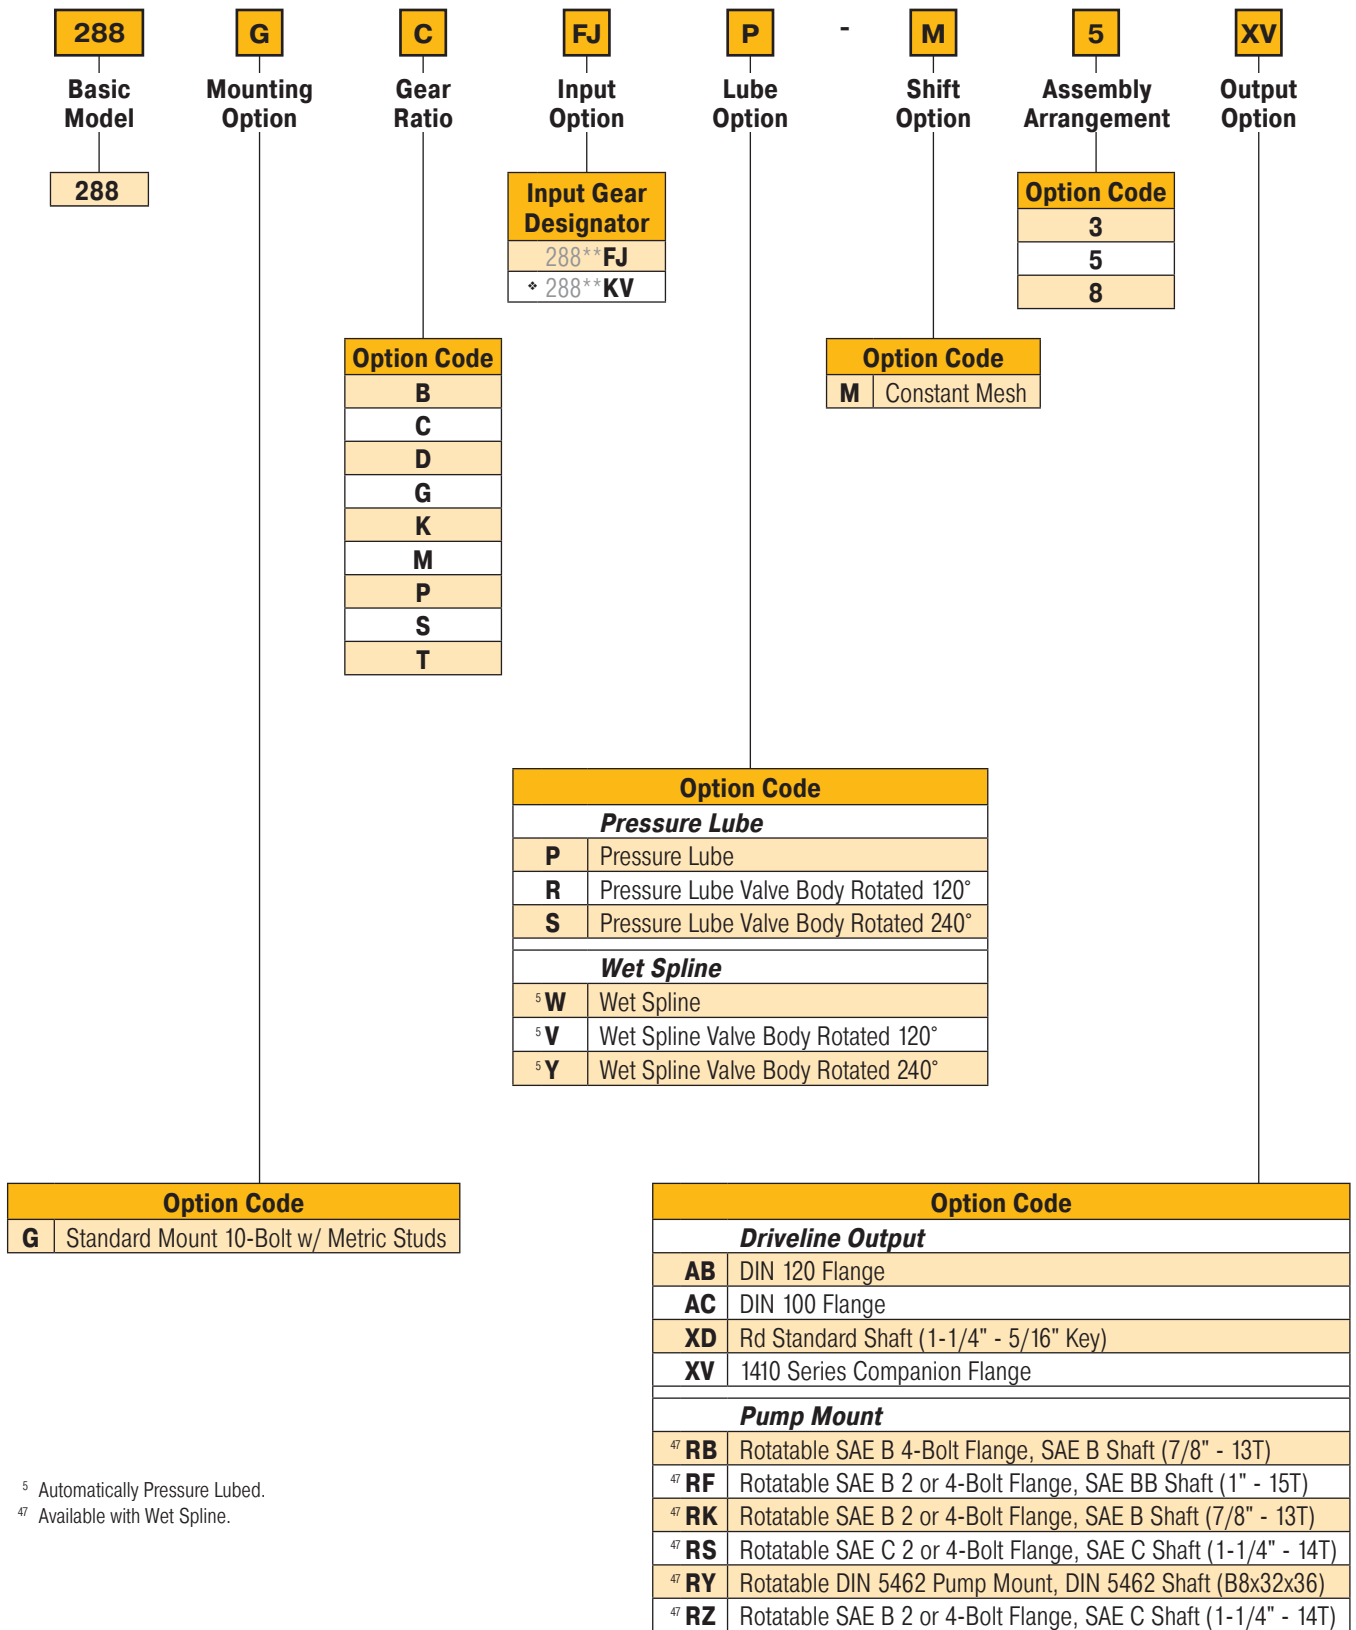 288 G C FJ P - M 5 XV
Basic Model
Mounting Option
Gear Ratio
Input Option
Lube Option
Shift Option
Assembly Arrangement
Output Option
288
Input Gear
Designator
288**FJ
❖ 288**KV
Option Code
3
5
8
Option Code
B
C
D
G
K
M
P
S
T
Option Code
M Constant Mesh
Option Code
Pressure Lube
P Pressure Lube
R Pressure Lube Valve Body Rotated 120°
S Pressure Lube Valve Body Rotated 240°
Wet Spline
5 W Wet Spline
5 V Wet Spline Valve Body Rotated 120°
5 Y Wet Spline Valve Body Rotated 240°
Option Code
G Standard Mount 10-Bolt w/ Metric Studs
Option Code
Driveline Output
AB DIN 120 Flange
AC DIN 100 Flange
XD Rd Standard Shaft (1-1/4" - 5/16" Key)
XV 1410 Series Companion Flange
Pump Mount
47 RB Rotatable SAE B 4-Bolt Flange, SAE B Shaft (7/8" - 13T)
47 RF Rotatable SAE B 2 or 4-Bolt Flange, SAE BB Shaft (1" - 15T)
47 RK Rotatable SAE B 2 or 4-Bolt Flange, SAE B Shaft (7/8" - 13T)
47 RS Rotatable SAE C 2 or 4-Bolt Flange, SAE C Shaft (1-1/4" - 14T)
47 RY Rotatable DIN 5462 Pump Mount, DIN 5462 Shaft (B8x32x36)
47 RZ Rotatable SAE B 2 or 4-Bolt Flange, SAE C Shaft (1-1/4" - 14T)
5 Automatically Pressure Lubed.
47 Available with Wet Spline.